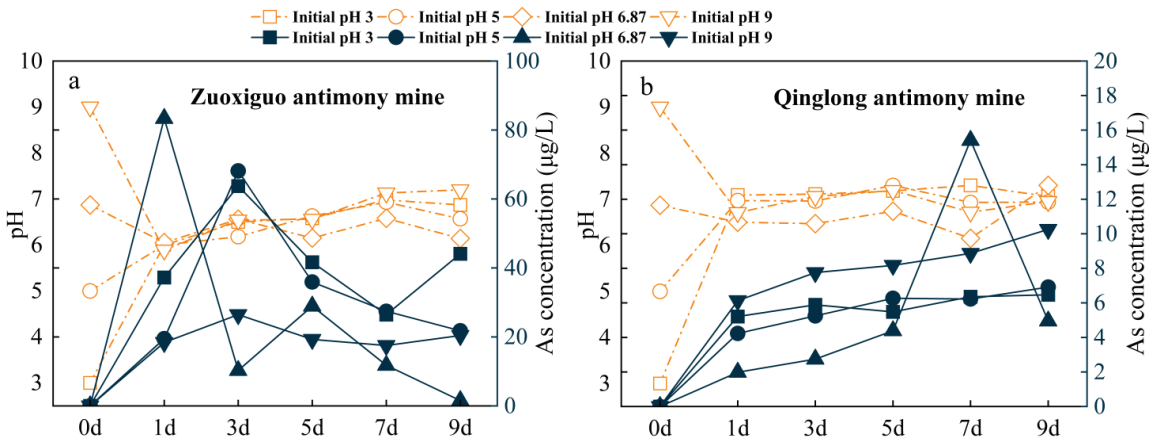 Initial pH 3 Initial pH 5 Initial pH 6.87 Initial pH 9
Initial pH 3 Initial pH 5 Initial pH 6.87 Initial pH 9
a
Zuoxiguo antimony mine
pH
10
9
8
7
6
5
4
3
100
80
60
40
20
0
As concentration (μg/L)
0d 1d 3d 5d 7d 9d
b
Qinglong antimony mine
pH
10
9
8
7
6
5
4
3
20
18
16
14
12
10
8
6
4
2
0
As concentration (μg/L)
0d 1d 3d 5d 7d 9d